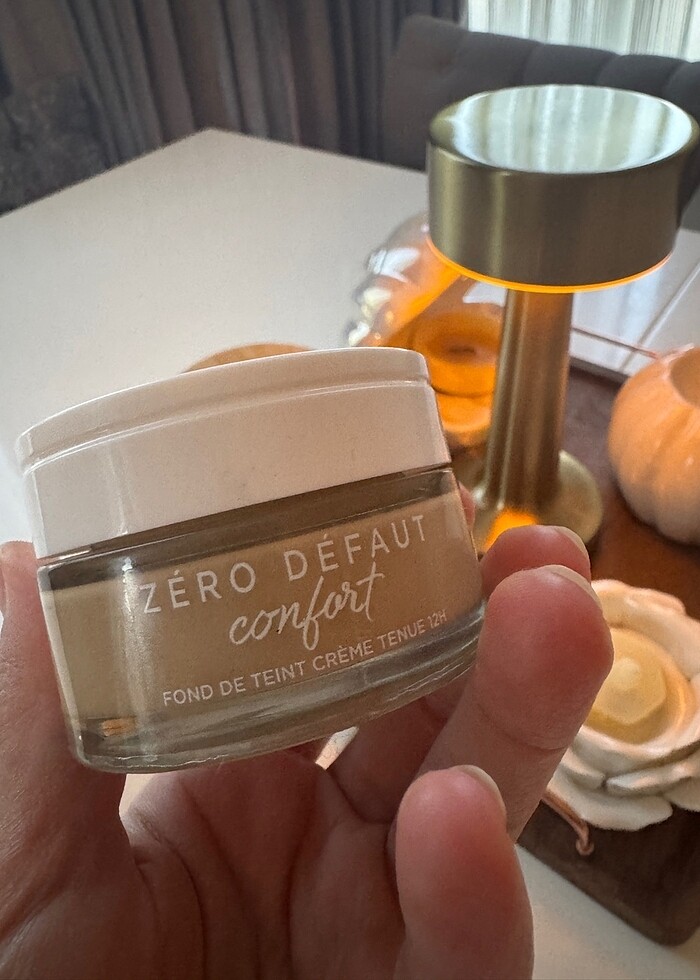 ZÉRO DÉFAUT
confort
FOND DE TEINT CRÈME TENUE 12H